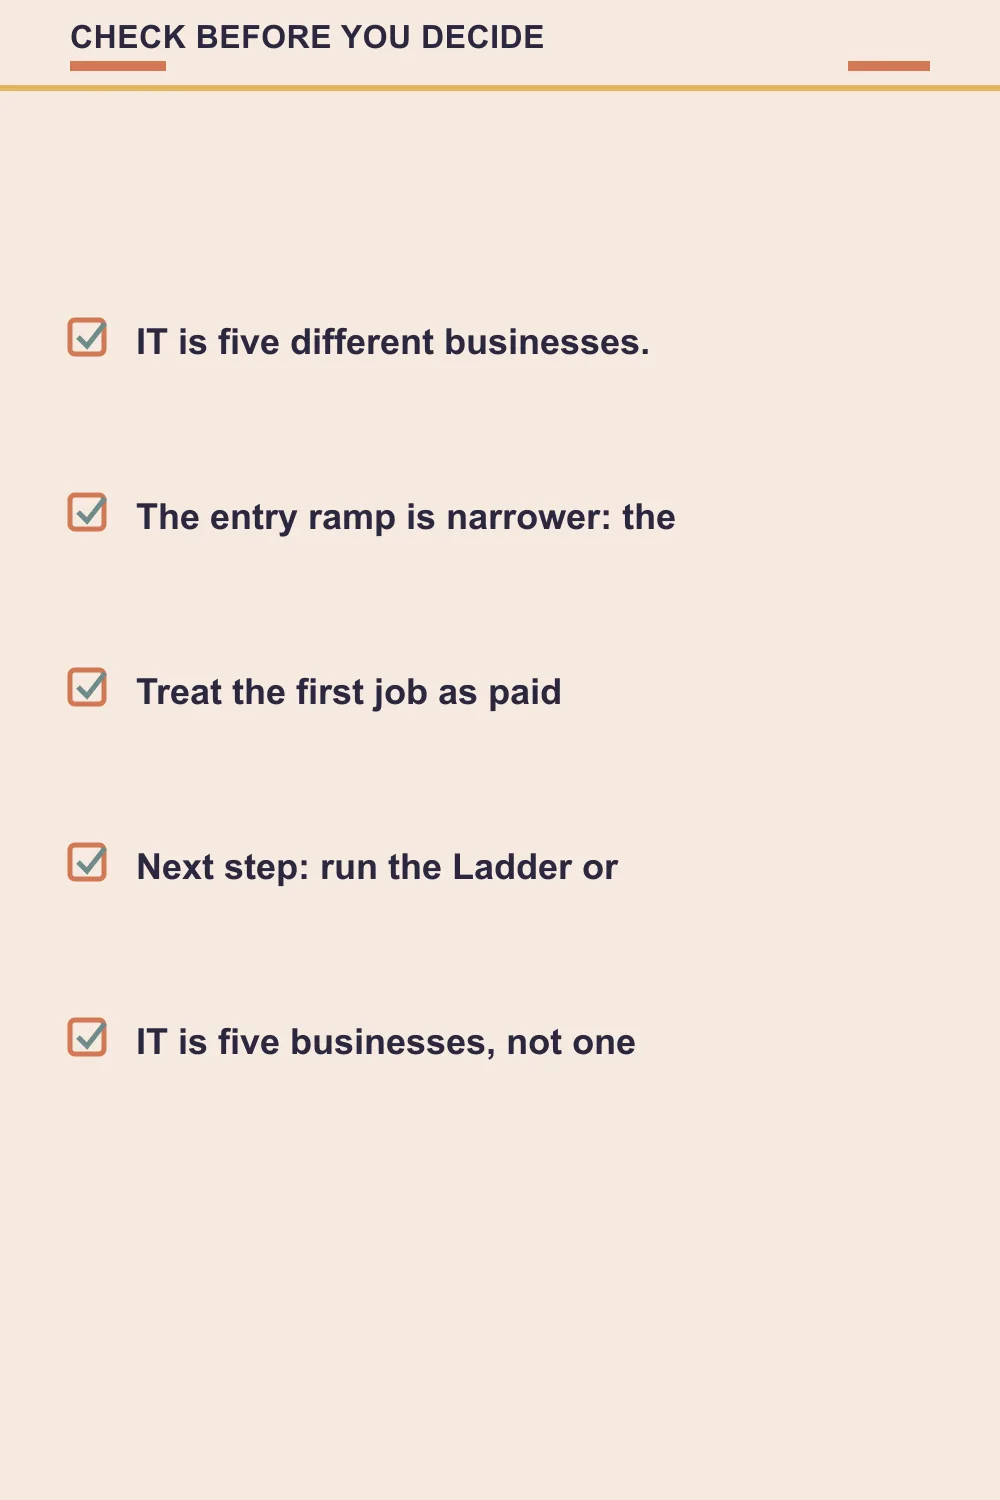 CHECK BEFORE YOU DECIDE
IT is five different businesses.
The entry ramp is narrower: the
Treat the first job as paid
Next step: run the Ladder or
IT is five businesses, not one